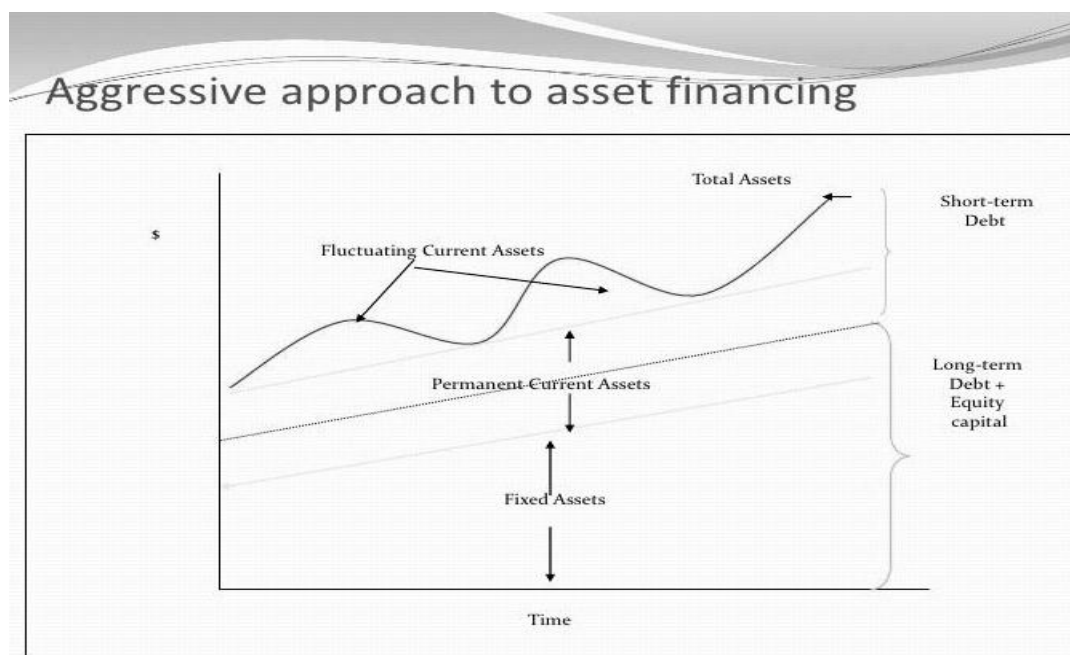 Aggressive approach to asset financing
Total Assets
Short-term
Debt
$
Fluctuating Current Assets
Long-term
Debt +
Equity
capital
Permanent Current Assets
Fixed Assets
Time